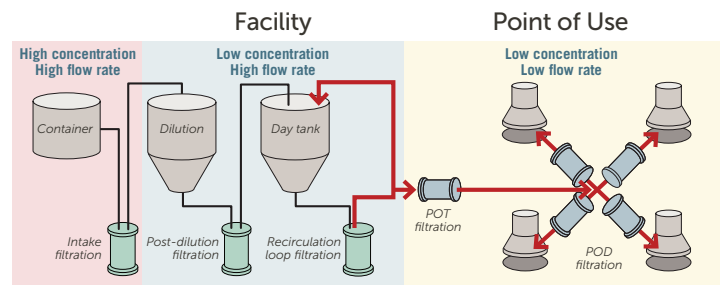 Facility
Point of Use
High concentration
High flow rate
Low concentration
High flow rate
Low concentration
Low flow rate
Container
Dilution
Day tank
Intake
filtration
Post-dilution
filtration
Recirculation
loop filtration
POT
filtration
POD
filtration